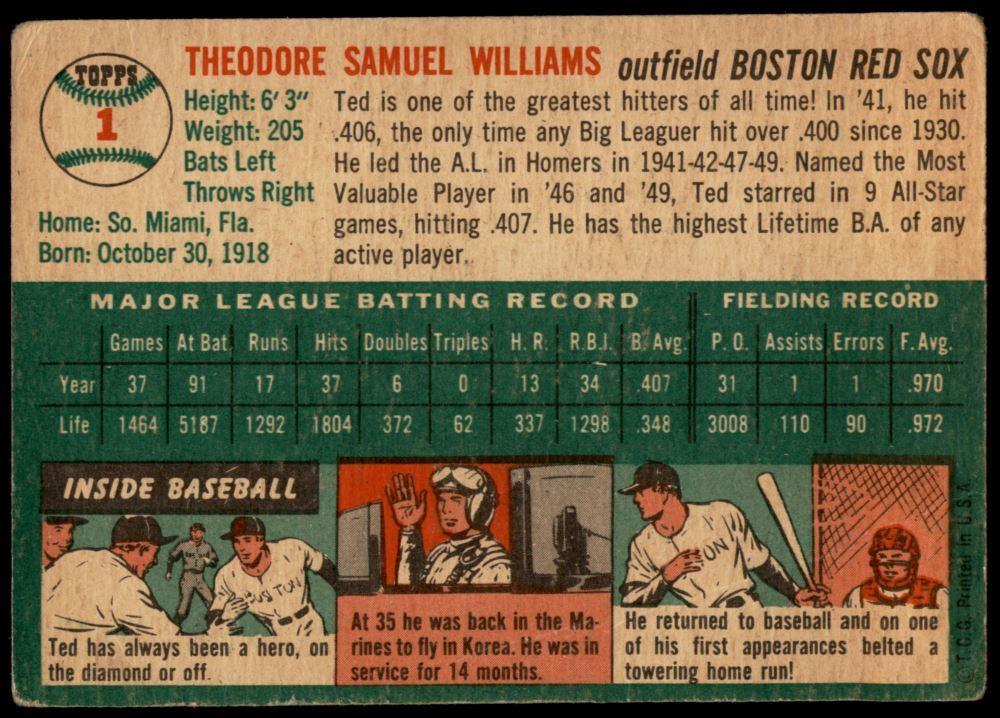 TOPPS
1
THEODORE SAMUEL WILLIAMS outfield BOSTON RED SOX
Height: 6' 3"
Weight: 205
Bats Left
Throws Right
Home: So. Miami, Fla.
Born: October 30, 1918
Ted is one of the greatest hitters of all time! In '41, he hit
.406, the only time any Big Leaguer hit over .400 since 1930.
He led the A.L. in Homers in 1941-42-47-49. Named the Most
Valuable Player in '46 and '49, Ted starred in 9 All-Star
games, hitting .407. He has the highest Lifetime B.A. of any
active player.
MAJOR LEAGUE BATTING RECORD FIELDING RECORD
Games At Bat Runs Hits Doubles Triples H. R. R.B.I. B. Avg. P. O. Assists Errors F. Avg.
Year 37 91 17 37 6 0 13 34 .407 31 1 1 .970
Life 1464 5187 1292 1804 372 62 337 1298 .348 3008 110 90 .972
INSIDE BASEBALL
STON
Ted has always been a hero, on
the diamond or off.
At 35 he was back in the Ma-
rines to fly in Korea. He was in
service for 14 months.
ON
He returned to baseball and on one
of his first appearances belted a
towering home run!
© T.C.G. Printed in U.S.A.